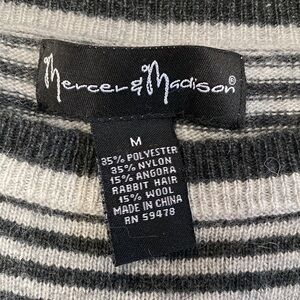 Mercer & Madison®
M
35% POLYESTER
35% NYLON
15% ANGORA
RABBIT HAIR
15% WOOL
MADE IN CHINA
RN 59478